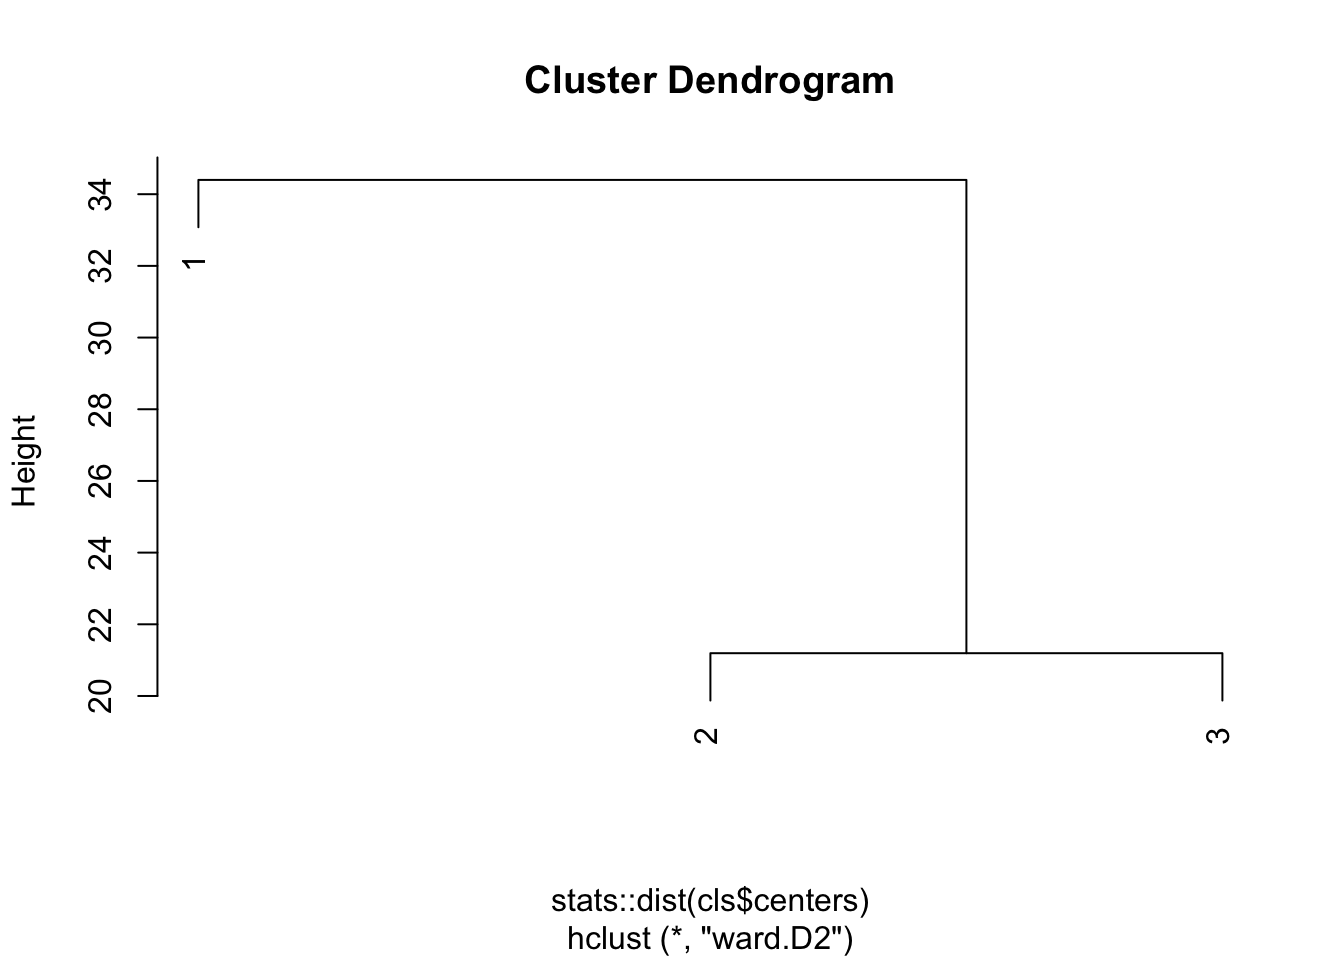 Cluster Dendrogram
Height
34
32
30
28
26
24
22
20
1
2
3
stats::dist(cls$centers)
hclust (*, "ward.D2")